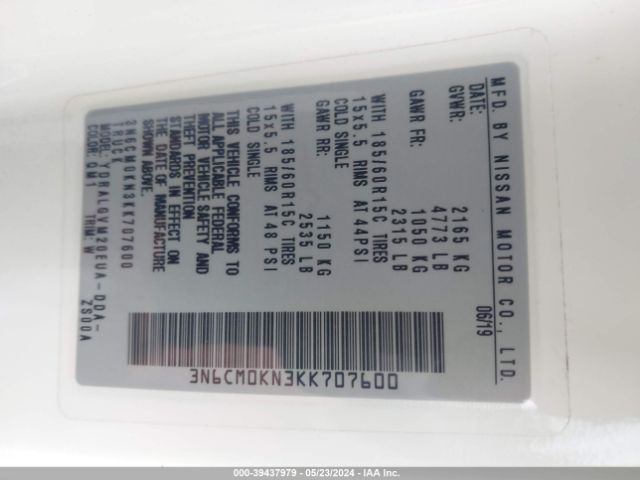 MFD. BY NISSAN MOTOR CO., LTD.
DATE: 06/19
GVWR: 2165 KG
4773 LB
GAWR FR: 1050 KG
2315 LB
WITH 185/60R15C TIRES
15x5.5 RIMS AT 44PSI
COLD SINGLE
GAWR RR: 1150 KG
2535 LB
WITH 185/60R15C TIRES
15x5.5 RIMS AT 48 PSI
COLD SINGLE
THIS VEHICLE CONFORMS TO
ALL APPLICABLE FEDERAL
MOTOR VEHICLE SAFETY AND
THEFT PREVENTION
STANDARDS IN EFFECT ON
THE DATE OF MANUFACTURE
SHOWN ABOVE.
3N6CM0KN3KK707600
TRUCK
MODEL: 
COLOR: QM1 TRIM: W
ZS00A
3N6CM0KN3KK707600
000-39437979 - 05/23/2024 - IAA Inc.